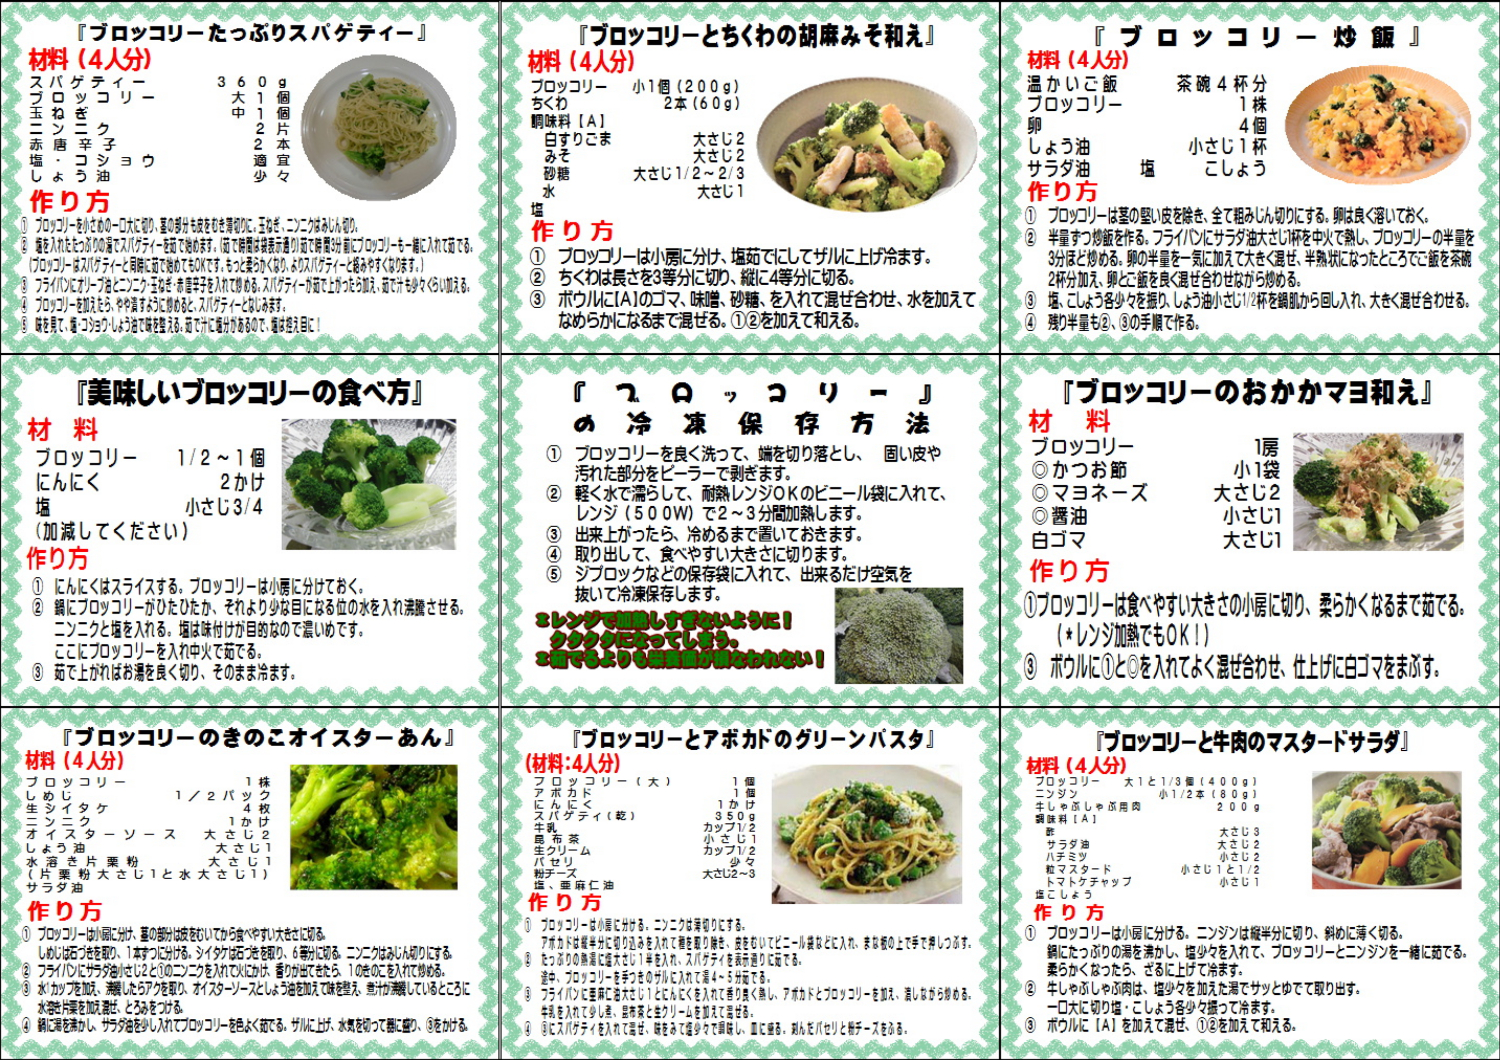 『ブロッコリーたっぷりスパゲティー』
材料(4人分)
スパゲティー 360g
ブロッコリー 大1個
玉ねぎ 中1個
ニンニク 2片
赤唐辛子 2本
塩・コショウ 適宜
しょう油 少々
作り方
① ブロッコリーを小さめの一口大に切り、茎の部分も皮をむき薄切りに。玉ねぎ、ニンニクはみじん切り。
② 塩を入れたたっぷりの湯でスパゲティーを茹で始めます。(茹で時間は袋表示通り)茹で時間3分前にブロッコリーも一緒に入れて茹でる。
(ブロッコリーはスパゲティーと同時に茹で始めてもOKです。もっと柔らかくなり、よりスパゲティーと絡みやすくなります。)
③ フライパンにオリーブ油とニンニク・玉ねぎ・赤唐辛子を入れて炒める。スパゲティーが茹で上がったら加え、茹で汁も少々くらい加える。
④ ブロッコリーを加えたら、やや潰すように炒めると、スパゲティーとなじみます。
⑤ 味を見て、塩・コショウ・しょう油で味を整える。茹で汁に塩分があるので、塩は控え目に!
『ブロッコリーとちくわの胡麻みそ和え』
材料(4人分)
ブロッコリー 小1個(200g)
ちくわ 2本(60g)
調味料[A]
白すりごま 大さじ2
みそ 大さじ2
砂糖 大さじ1/2~2/3
水 大さじ1
塩
作り方
① ブロッコリーは小房に分け、塩茹でにしてザルに上げ冷ます。
② ちくわは長さを3等分に切り、縦に4等分に切る。
③ ボウルに[A]のゴマ、味噌、砂糖、を入れて混ぜ合わせ、水を加えて
なめらかになるまで混ぜる。①②を加えて和える。
『ブロッコリー炒飯』
材料(4人分)
温かいご飯 茶碗4杯分
ブロッコリー 1株
卵 4個
しょう油 小さじ1杯
サラダ油 塩 こしょう
作り方
① ブロッコリーは茎の堅い皮を除き、全て粗みじん切りにする。卵は良く溶いておく。
② 半量ずつ炒飯を作る。フライパンにサラダ油大さじ1杯を中火で熱し、ブロッコリーの半量を
3分ほど炒める。卵の半量を一気に加えて大きく混ぜ、半熟状になったところでご飯を茶碗
2杯分加え、卵とご飯を良く混ぜ合わせながら炒める。
③ 塩、こしょう各少々を振り、しょう油小さじ1/2杯を鍋肌から回し入れ、大きく混ぜ合わせる。
④ 残り半量も②、③の手順で作る。
『美味しいブロッコリーの食べ方』
材 料
ブロッコリー 1/2~1個
にんにく 2かけ
塩 小さじ3/4
(加減してください)
作り方
① にんにくはスライスする。ブロッコリーは小房に分けておく。
② 鍋にブロッコリーがひたひたか、それより少な目になる位の水を入れ沸騰させる。
ニンニクと塩を入れる。塩は味付けが目的なので濃いめです。
ここにブロッコリーを入れ中火で茹でる。
③ 茹で上がればお湯を良く切り、そのまま冷ます。
『ブロッコリー』
の冷凍保存方法
① ブロッコリーを良く洗って、端を切り落とし、 固い皮や
汚れた部分をピーラーで剥ぎます。
② 軽く水で濡らして、耐熱レンジOKのビニール袋に入れて、
レンジ(500W)で2~3分間加熱します。
③ 出来上がったら、冷めるまで置いておきます。
④ 取り出して、食べやすい大きさに切ります。
⑤ ジブロックなどの保存袋に入れて、出来るだけ空気を
抜いて冷凍保存します。
*レンジで加熱しすぎないように!
クタクタになってしまう。
*茹でるよりも栄養価が損なわれない!
『ブロッコリーのおかかマヨ和え』
材 料
ブロッコリー 1房
◎かつお節 小1袋
◎マヨネーズ 大さじ2
◎醤油 小さじ1
白ゴマ 大さじ1
作り方
①ブロッコリーは食べやすい大きさの小房に切り、柔らかくなるまで茹でる。
(*レンジ加熱でもOK!)
③ ボウルに①と◎を入れてよく混ぜ合わせ、仕上げに白ゴマをまぶす。
『ブロッコリーのきのこオイスターあん』
材料(4人分)
ブロッコリー 1株
しめじ 1/2パック
生シイタケ 4枚
ニンニク 1かけ
オイスターソース 大さじ2
しょう油 大さじ1
水溶き片栗粉 大さじ1
(片栗粉大さじ1と水大さじ1)
サラダ油
作り方
① ブロッコリーは小房に分け、茎の部分は皮をむいてから食べやすい大きさに切る。
しめじは石づきを取り、1本ずつに分ける。シイタケは石づきを取り、6等分に切る。ニンニクはみじん切りにする。
② フライパンにサラダ油小さじ2と①のニンニクを入れて火にかけ、香りが出てきたら、1のきのこを入れて炒める。
③ 水1カップを加え、沸騰したらアクを取り、オイスターソースとしょう油を加えて味を整え、煮汁が沸騰しているところに
水溶き片栗を加え混ぜ、とろみをつける。
④ 鍋に湯を沸かし、サラダ油を少し入れてブロッコリーを色よく茹でる。ザルに上げ、水気を切って器に盛り、③をかける。
『ブロッコリーとアボカドのグリーンパスタ』
(材料:4人分)
ブロッコリー(大) 1個
アボカド 1個
にんにく 1かけ
スパゲティ(乾) 350g
牛乳 カップ1/2
昆布茶 小さじ1
生クリーム カップ1/2
パセリ 少々
粉チーズ 大さじ2~3
塩、亜麻仁油
作り方
① ブロッコリーは小房に分ける。ニンニクは薄切りにする。
アボカドは縦半分に切り込みを入れて種を取り除き、皮をむいてビニール袋などに入れ、まな板の上で手で押しつぶす。
② たっぷりの熱湯に塩大さじ1半を入れ、スパゲティを表示通りに茹でる。
途中、ブロッコリーを手つきのザルに入れて湯4~5分茹でる。
③ フライパンに亜麻仁油大さじ1とにんにくを入れて香り良く熱し、アボカドとブロッコリーを加え、潰しながら炒める。
牛乳を入れて少し煮、昆布茶と生クリームを加えて混ぜる。
④ ③にスパゲティを入れて混ぜ、味をみて塩少々で調味し、皿に盛る。刻んだパセリと粉チーズをふる。
『ブロッコリーと牛肉のマスタードサラダ』
材料(4人分)
ブロッコリー 大1と1/3個(400g)
ニンジン 小1/2本(80g)
牛しゃぶしゃぶ用肉 200g
調味料[A]
酢 大さじ3
サラダ油 大さじ2
ハチミツ 小さじ2
粒マスタード 小さじ1と1/2
トマトケチャップ 小さじ1
塩こしょう
作り方
① ブロッコリーは小房に分ける。ニンジンは縦半分に切り、斜めに薄く切る。
鍋にたっぷりの湯を沸かし、塩少々を入れて、ブロッコリーとニンジンを一緒に茹でる。
柔らかくなったら、ざるに上げて冷ます。
② 牛しゃぶしゃぶ肉は、塩少々を加えた湯でサッとゆでて取り出す。
一口大に切り塩・こしょう各少々振って冷ます。
③ ボウルに[A]を加えて混ぜ、①②を加えて和える。